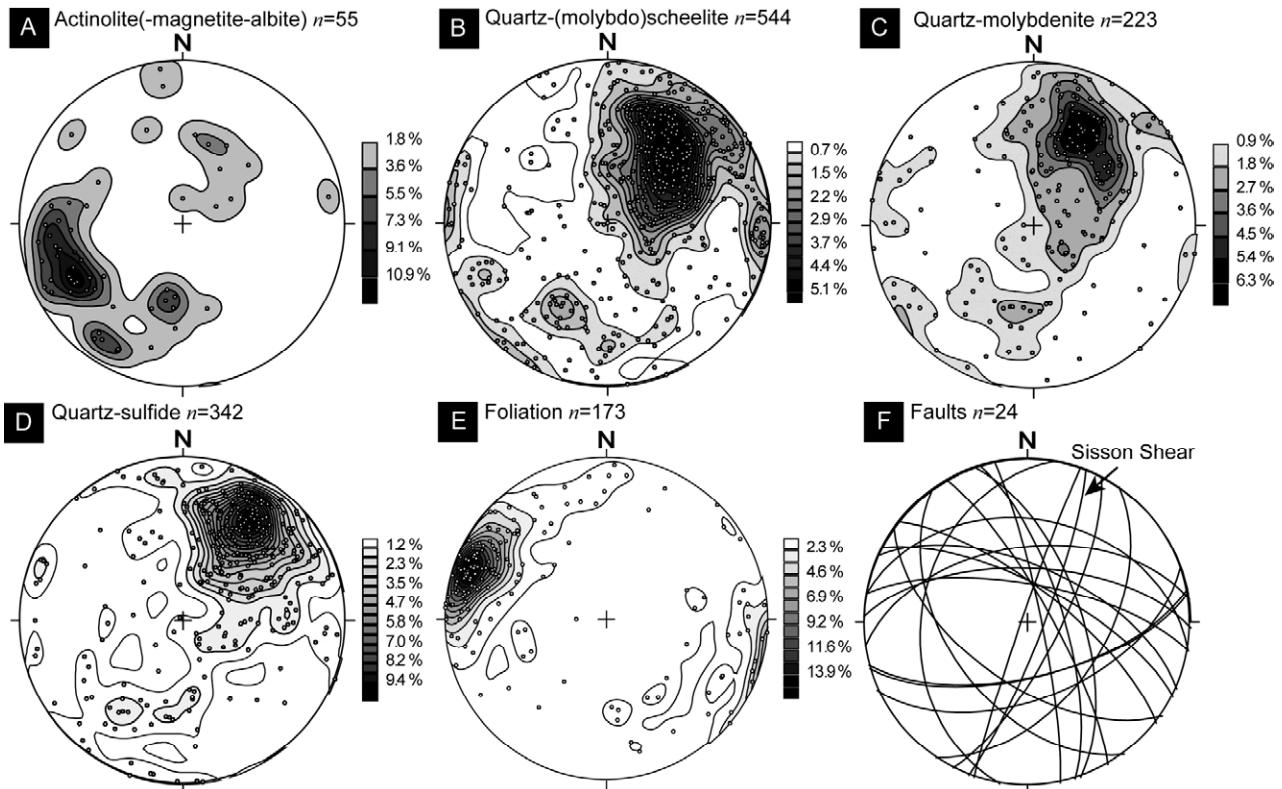 A Actinolite(-magnetite-albite) n=55
N
1.8 %
3.6 %
5.5 %
7.3 %
9.1 %
10.9 %
B Quartz-(molybdo)scheelite n=544
N
0.7 %
1.5 %
2.2 %
2.9 %
3.7 %
4.4 %
5.1 %
C Quartz-molybdenite n=223
N
0.9 %
1.8 %
2.7 %
3.6 %
4.5 %
5.4 %
6.3 %
D Quartz-sulfide n=342
N
1.2 %
2.3 %
3.5 %
4.7 %
5.8 %
7.0 %
8.2 %
9.4 %
E Foliation n=173
N
2.3 %
4.6 %
6.9 %
9.2 %
11.6 %
13.9 %
F Faults n=24
N
Sisson Shear